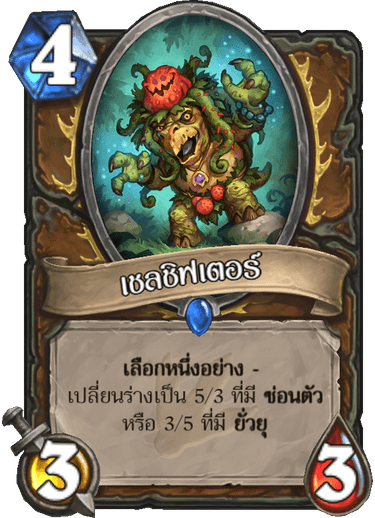 4
เชลชิฟเตอร์
เลือกหนึ่งอย่าง -
เปลี่ยนร่างเป็น 5/3 ที่มี ซ่อนตัว
หรือ 3/5 ที่มี ยั่วยุ
3
3